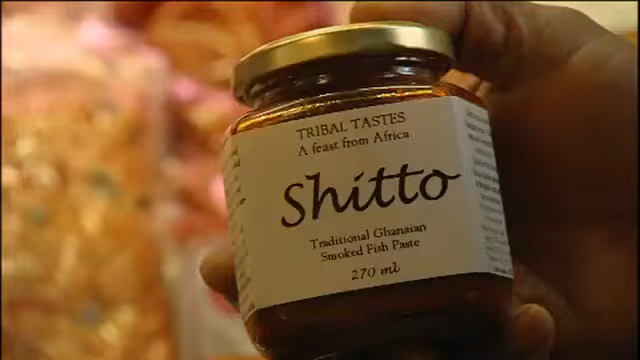 TRIBAL TASTES
A feast from Africa
Shitto
Traditional Ghanaian
Smoked Fish Paste
270 ml